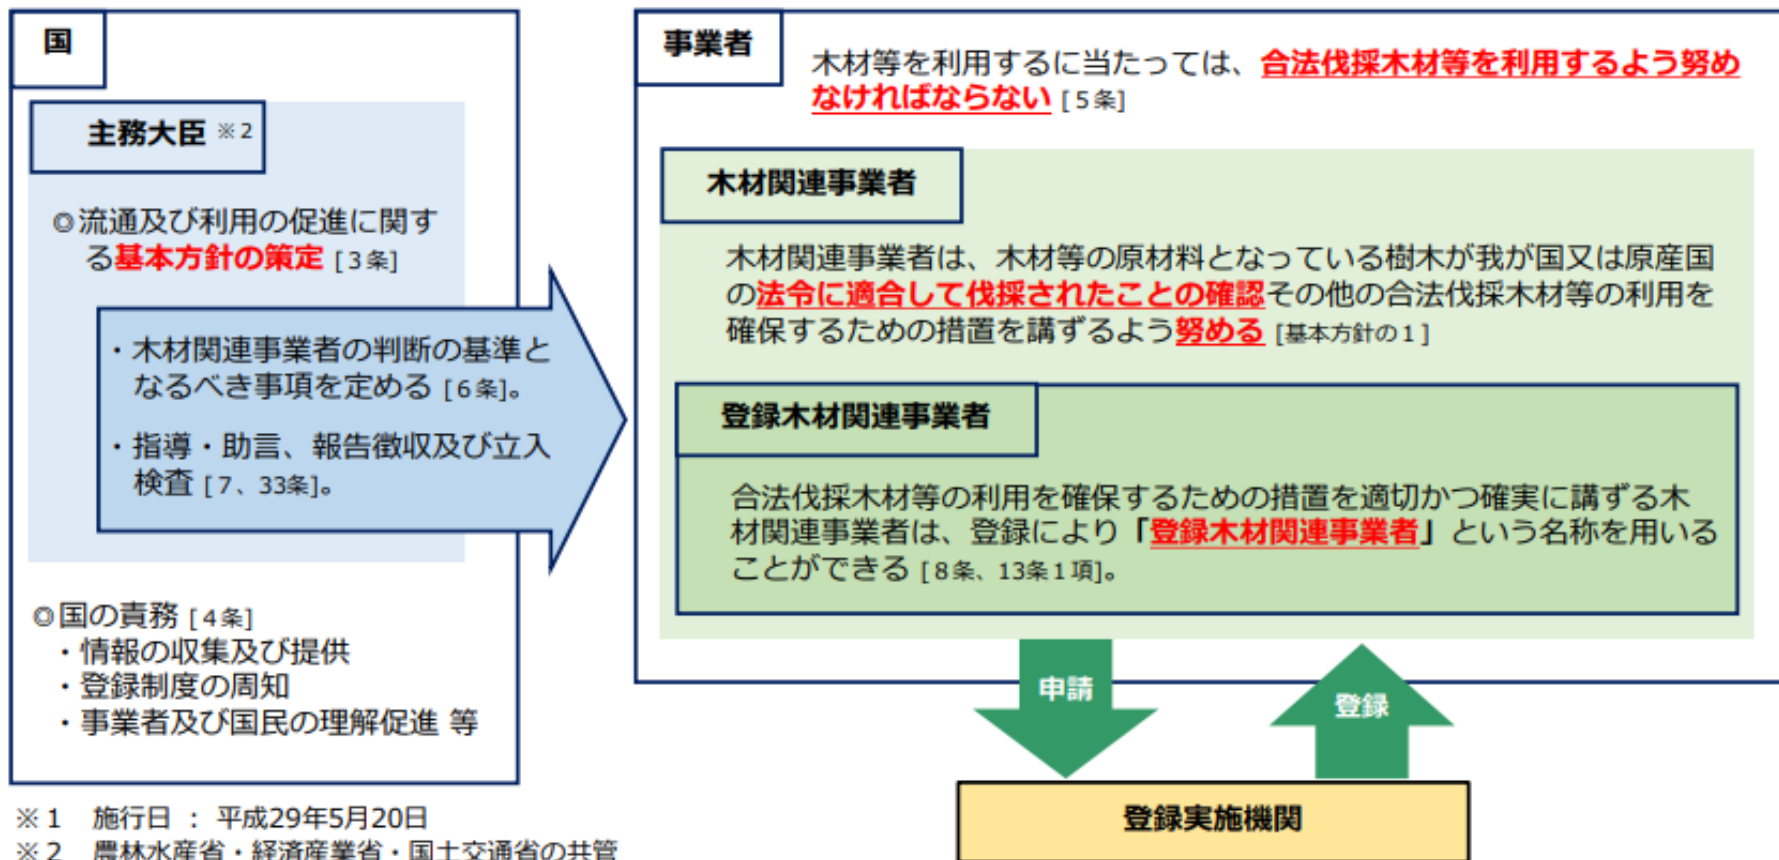 国
主務大臣 ※2
◎流通及び利用の促進に関す
る基本方針の策定 [3条]
・木材関連事業者の判断の基準と
なるべき事項を定める [6条]。
・指導・助言、報告徴収及び立入
検査 [7、33条]。
◎国の責務 [4条]
・情報の収集及び提供
・登録制度の周知
・事業者及び国民の理解促進 等
※1 施行日 : 平成29年5月20日
※2 農林水産省・経済産業省・国土交通省の共管
事業者
木材等を利用するに当たっては、合法伐採木材等を利用するよう努め
なければならない [5条]
木材関連事業者
木材関連事業者は、木材等の原材料となっている樹木が我が国又は原産国
の法令に適合して伐採されたことの確認その他の合法伐採木材等の利用を
確保するための措置を講ずるよう努める [基本方針の1]
登録木材関連事業者
合法伐採木材等の利用を確保するための措置を適切かつ確実に講ずる木
材関連事業者は、登録により「登録木材関連事業者」という名称を用いる
ことができる [8条、13条1項]。
申請
登録
登録実施機関